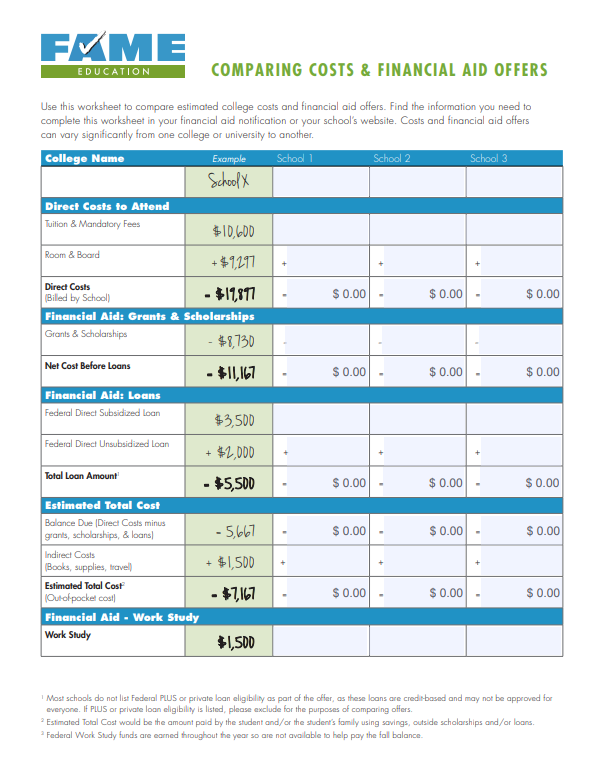 FAME
EDUCATION
COMPARING COSTS & FINANCIAL AID OFFERS
Use this worksheet to compare estimated college costs and financial aid offers. Find the information you need to
complete this worksheet in your financial aid notification or your school's website. Costs and financial aid offers
can vary significantly from one college or university to another.
College Name Example School 1 School 2 School 3
School X
Direct Costs to Attend
Tuition & Mandatory Fees $10,600
Room & Board + $9,297 + + +
Direct Costs
(Billed by School) = $19,897 = $ 0.00 = $ 0.00 = $ 0.00
Financial Aid: Grants & Scholarships
Grants & Scholarships - $8,730 - - -
Net Cost Before Loans = $11,167 = $ 0.00 = $ 0.00 = $ 0.00
Financial Aid: Loans
Federal Direct Subsidized Loan $3,500
Federal Direct Unsubsidized Loan + $2,000 + + +
Total Loan Amount¹ = $5,500 = $ 0.00 = $ 0.00 = $ 0.00
Estimated Total Cost
Balance Due (Direct Costs minus
grants, scholarships, & loans) = 5,667 = $ 0.00 = $ 0.00 = $ 0.00
Indirect Costs
(Books, supplies, travel) + $1,500 + + +
Estimated Total Cost²
(Out-of-pocket cost) = $7,167 = $ 0.00 = $ 0.00 = $ 0.00
Financial Aid - Work Study
Work Study $1,500
¹ Most schools do not list Federal PLUS or private loan eligibility as part of the offer, as these loans are credit-based and may not be approved for
everyone. If PLUS or private loan eligibility is listed, please exclude for the purposes of comparing offers.
² Estimated Total Cost would be the amount paid by the student and/or the student's family using savings, outside scholarships and/or loans.
³ Federal Work Study funds are earned throughout the year so are not available to help pay the fall balance.